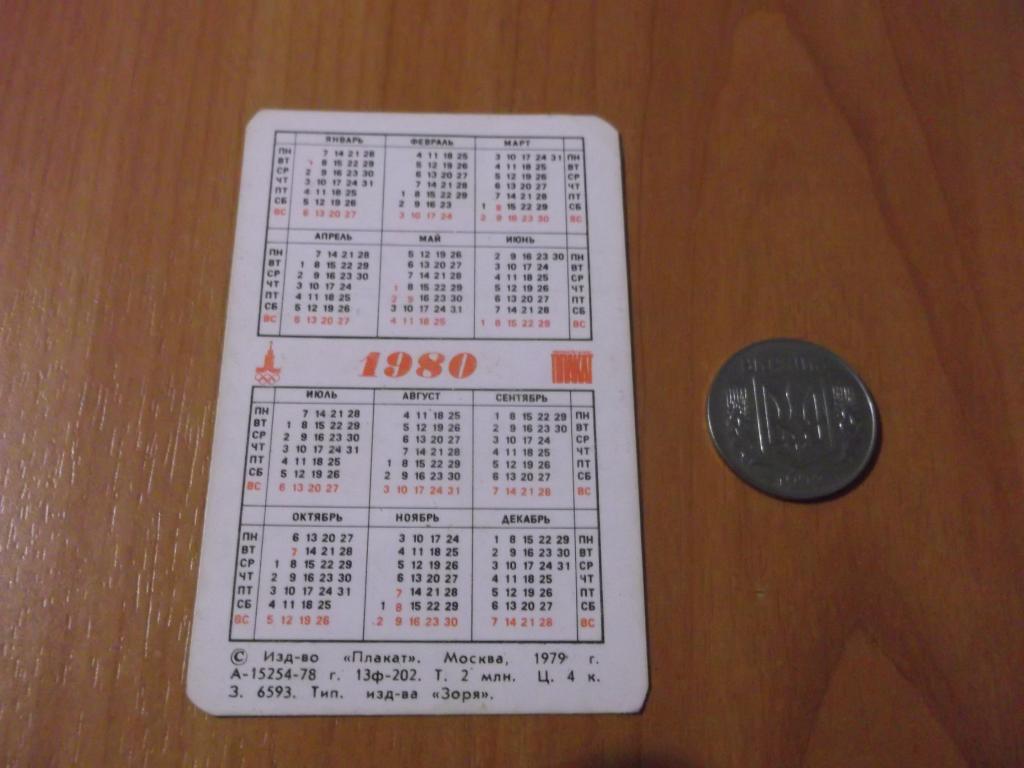 ЯНВАРЬ ФЕВРАЛЬ МАРТ
ПН 7 14 21 28 4 11 18 25 3 10 17 24 31 ПН
ВТ 1 8 15 22 29 5 12 19 26 4 11 18 25 ВТ
СР 2 9 16 23 30 6 13 20 27 5 12 19 26 СР
ЧТ 3 10 17 24 31 7 14 21 28 6 13 20 27 ЧТ
ПТ 4 11 18 25 1 8 15 22 29 7 14 21 28 ПТ
СБ 5 12 19 26 2 9 16 23 1 8 15 22 29 СБ
ВС 6 13 20 27 3 10 17 24 2 9 16 23 30 ВС
АПРЕЛЬ МАЙ ИЮНЬ
ПН 7 14 21 28 5 12 19 26 2 9 16 23 30 ПН
ВТ 1 8 15 22 29 6 13 20 27 3 10 17 24 ВТ
СР 2 9 16 23 30 7 14 21 28 4 11 18 25 СР
ЧТ 3 10 17 24 1 8 15 22 29 5 12 19 26 ЧТ
ПТ 4 11 18 25 2 9 16 23 30 6 13 20 27 ПТ
СБ 5 12 19 26 3 10 17 24 31 7 14 21 28 СБ
ВС 6 13 20 27 4 11 18 25 1 8 15 22 29 ВС
1980 ПЛАКАТ
ИЮЛЬ АВГУСТ СЕНТЯБРЬ
ПН 7 14 21 28 4 11 18 25 1 8 15 22 29 ПН
ВТ 1 8 15 22 29 5 12 19 26 2 9 16 23 30 ВТ
СР 2 9 16 23 30 6 13 20 27 3 10 17 24 СР
ЧТ 3 10 17 24 31 7 14 21 28 4 11 18 25 ЧТ
ПТ 4 11 18 25 1 8 15 22 29 5 12 19 26 ПТ
СБ 5 12 19 26 2 9 16 23 30 6 13 20 27 СБ
ВС 6 13 20 27 3 10 17 24 31 7 14 21 28 ВС
ОКТЯБРЬ НОЯБРЬ ДЕКАБРЬ
ПН 6 13 20 27 3 10 17 24 1 8 15 22 29 ПН
ВТ 7 14 21 28 4 11 18 25 2 9 16 23 30 ВТ
СР 1 8 15 22 29 5 12 19 26 3 10 17 24 31 СР
ЧТ 2 9 16 23 30 6 13 20 27 4 11 18 25 ЧТ
ПТ 3 10 17 24 31 7 14 21 28 5 12 19 26 ПТ
СБ 4 11 18 25 1 8 15 22 29 6 13 20 27 СБ
ВС 5 12 19 26 2 9 16 23 30 7 14 21 28 ВС
© Изд-во «Плакат». Москва, 1979 г.
А-15254-78 г. 13ф-202. Т. 2 млн. Ц. 4 к.
З. 6593. Тип. изд-ва «Зоря».